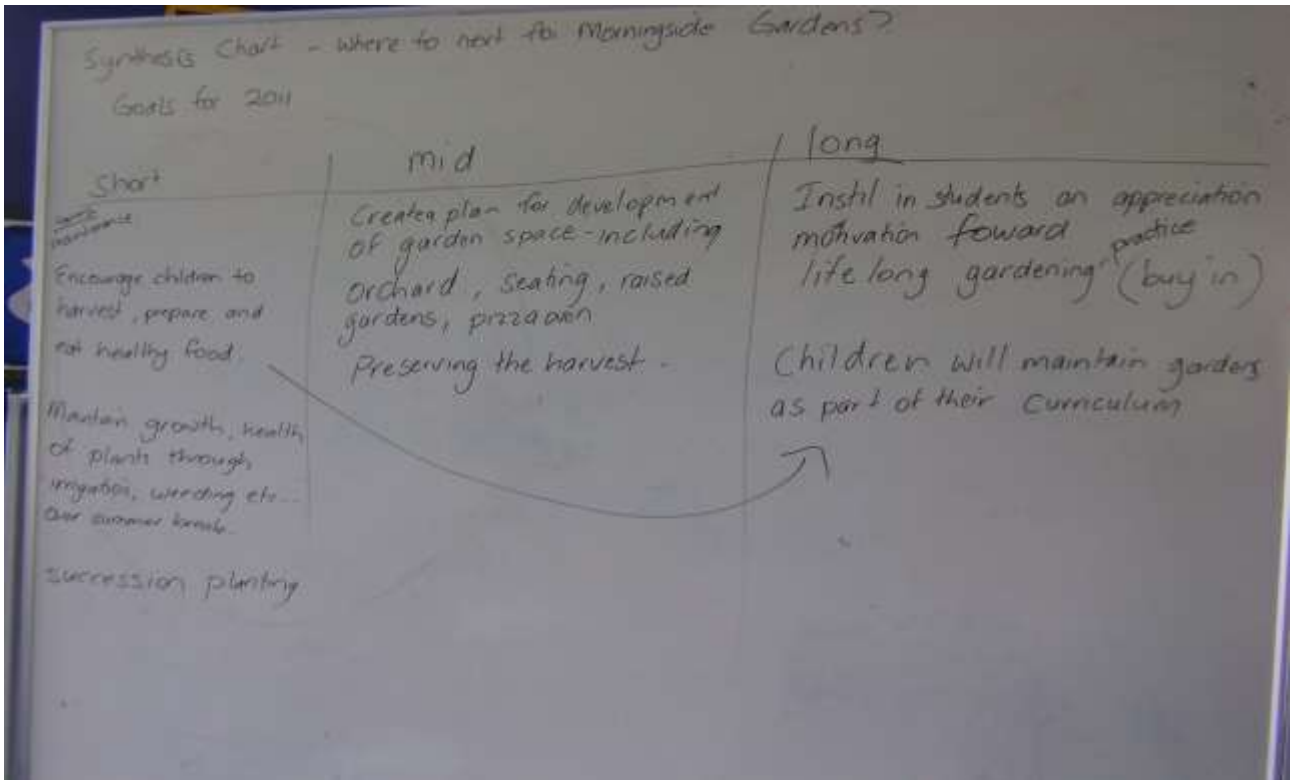 Synthesis Chart - where to next for Morningside Gardens?
Goals for 2011
Short
maintenance
Encourage children to
harvest, prepare and
eat healthy food.
Maintain growth, health
of plants through
irrigation, weeding etc...
Over summer break.
succession planting
mid
Create a plan for development
of garden space - including
orchard, seating, raised
gardens, pizza oven
Preserving the harvest.
long
Instil in students an appreciation
motivation foward
practice
life long gardening (buy in)
Children will maintain gardens
as part of their curriculum